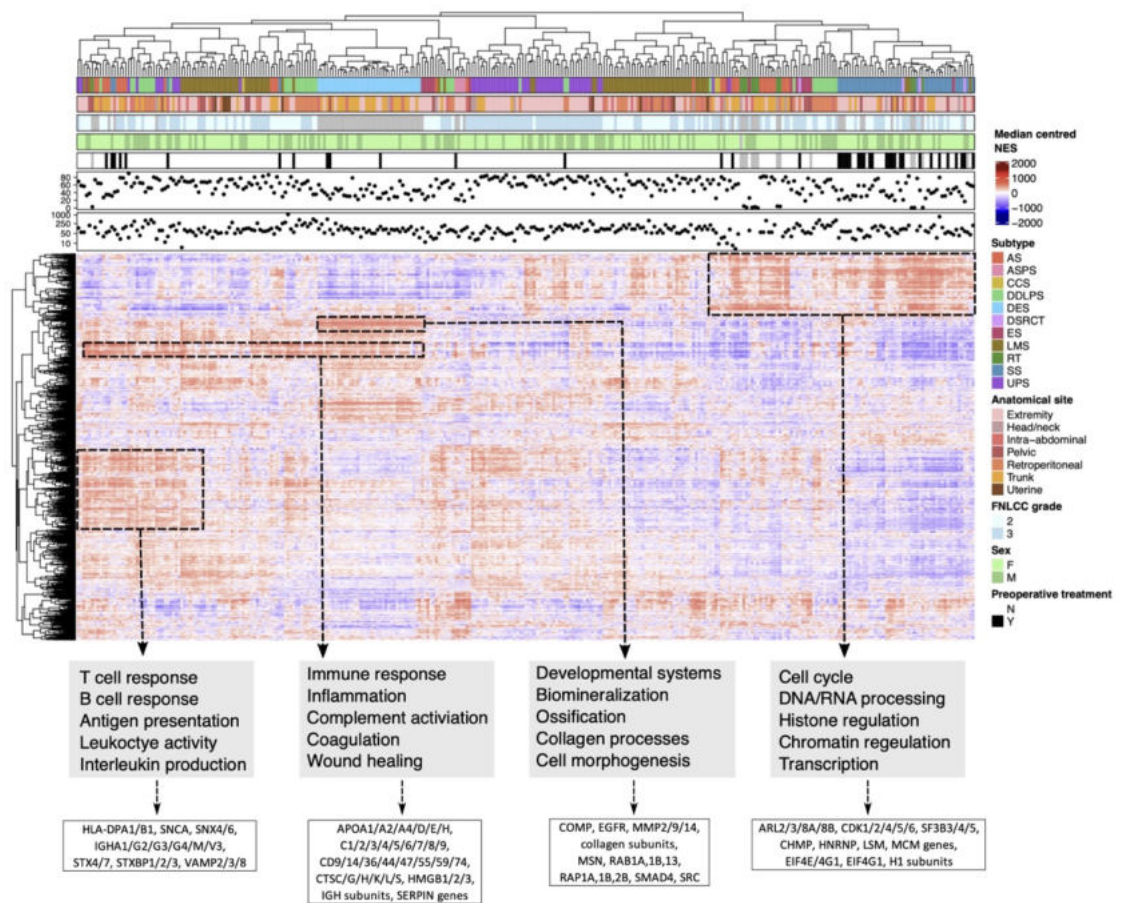 Median centred
NES
2000
1000
0
−1000
−2000
80
60
40
20
0
1000
250
50
10
Subtype
AS
ASPS
CCS
DDLPS
DES
DSRCT
ES
LMS
RT
SS
UPS
Anatomical site
Extremity
Head/neck
Intra-abdominal
Pelvic
Retroperitoneal
Trunk
Uterine
FNLCC grade
2
3
Sex
F
M
Preoperative treatment
N
Y
T cell response
B cell response
Antigen presentation
Leukoctye activity
Interleukin production
Immune response
Inflammation
Complement activiation
Coagulation
Wound healing
Developmental systems
Biomineralization
Ossification
Collagen processes
Cell morphogenesis
Cell cycle
DNA/RNA processing
Histone regulation
Chromatin regeulation
Transcription
HLA-DPA1/B1, SNCA, SNX4/6,
IGHA1/G2/G3/G4/M/V3,
STX4/7, STXBP1/2/3, VAMP2/3/8
APOA1/A2/A4/D/E/H,
C1/2/3/4/5/6/7/8/9,
CD9/14/36/44/47/55/59/74,
CTSC/G/H/K/L/S, HMGB1/2/3,
IGH subunits, SERPIN genes
COMP, EGFR, MMP2/9/14,
collagen subunits,
MSN, RAB1A,1B,13,
RAP1A,1B,2B, SMAD4, SRC
ARL2/3/8A/8B, CDK1/2/4/5/6, SF3B3/4/5,
CHMP, HNRNP, LSM, MCM genes,
EIF4E/4G1, EIF4G1, H1 subunits